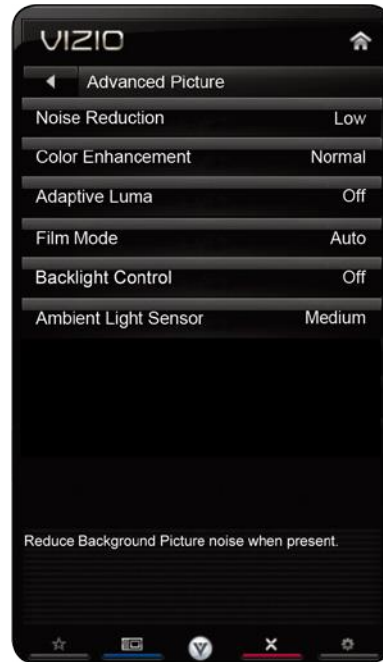 VIZIO
Advanced Picture
Noise Reduction Low
Color Enhancement Normal
Adaptive Luma Off
Film Mode Auto
Backlight Control Off
Ambient Light Sensor Medium
Reduce Background Picture noise when present.
V